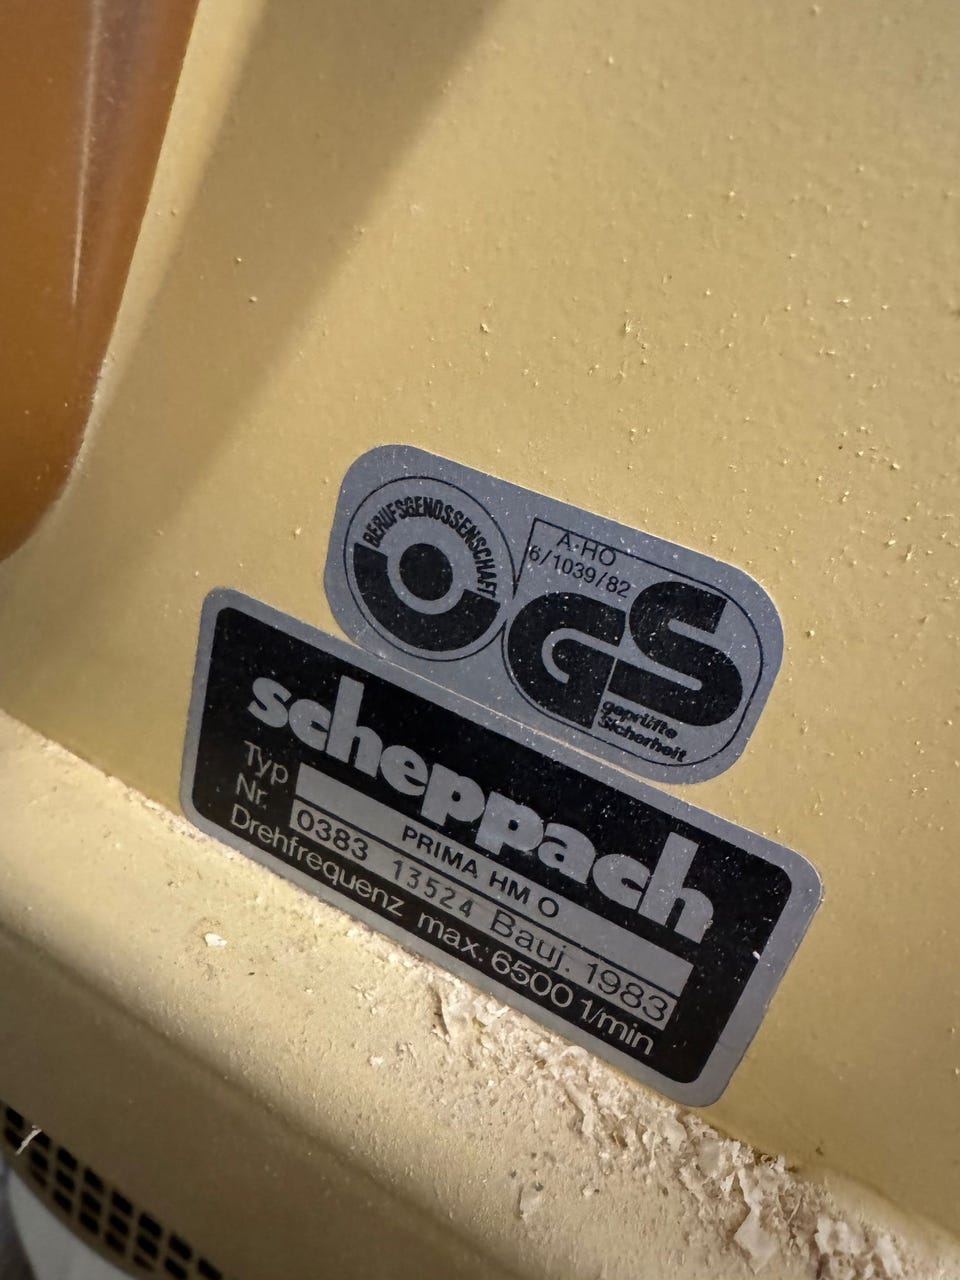 BERUFSGENOSSENSCHAFT
A-HO
6/1039/82
GS
geprüfte
Sicherheit
scheppach
Typ PRIMA HM O
Nr. 0383 13524 Bauj. 1983
Drehfrequenz max. 6500 1/min